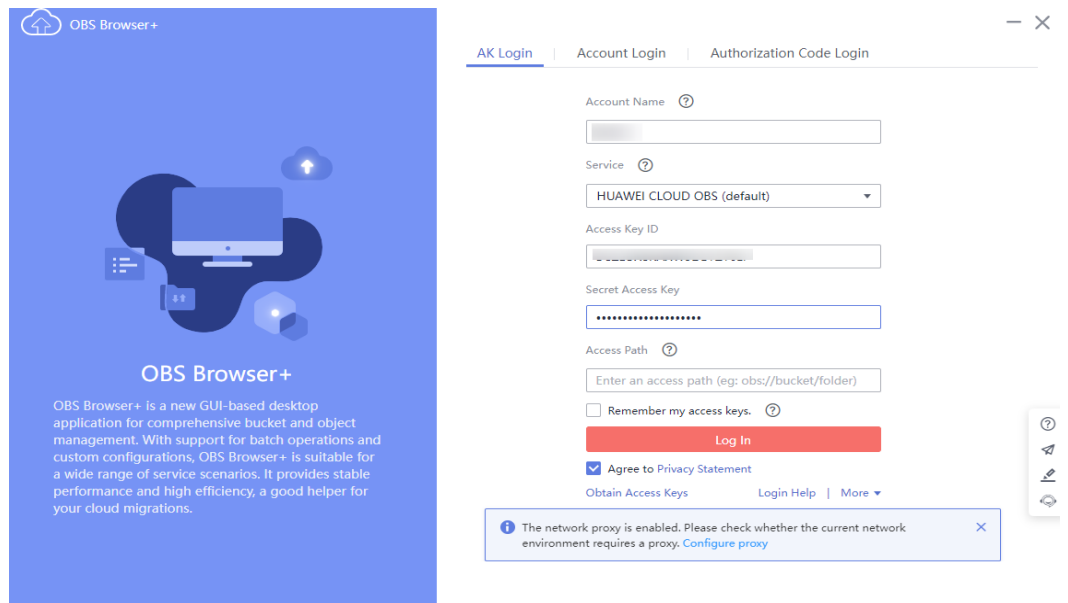 OBS Browser+
AK Login
Account Login
Authorization Code Login
Account Name ?
Service ?
HUAWEI CLOUD OBS (default)
Access Key ID
Secret Access Key
Access Path ?
Enter an access path (eg: obs://bucket/folder)
Remember my access keys. ?
Log In
Agree to Privacy Statement
Obtain Access Keys
Login Help | More
The network proxy is enabled. Please check whether the current network
environment requires a proxy. Configure proxy
OBS Browser+
OBS Browser+ is a new GUI-based desktop
application for comprehensive bucket and object
management. With support for batch operations and
custom configurations, OBS Browser+ is suitable for
a wide range of service scenarios. It provides stable
performance and high efficiency, a good helper for
your cloud migrations.